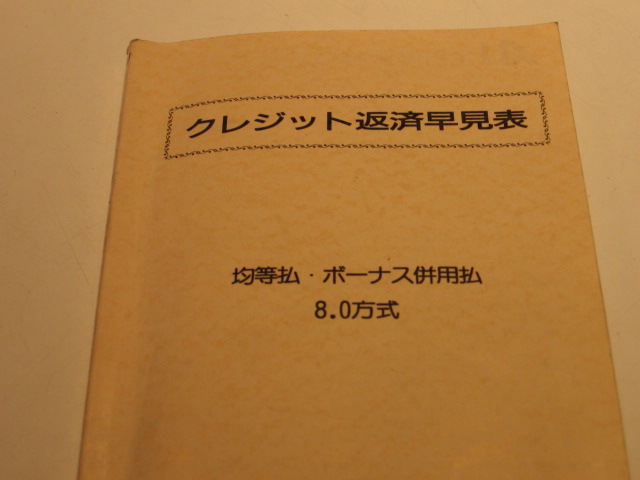 クレジット返済早見表
均等払・ボーナス併用払
8.0方式